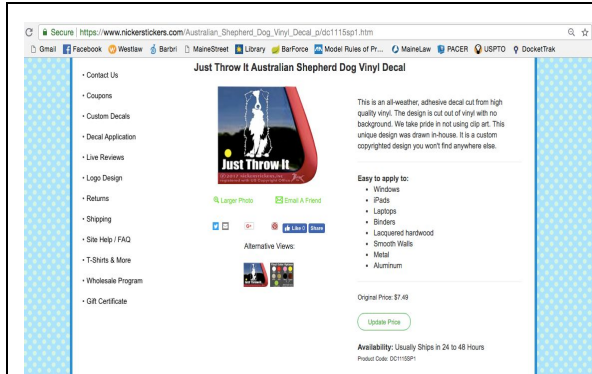 Secure https://www.nickerstickers.com/Australian_Shepherd_Dog_Vinyl_Decal_p/dc1115sp1.htm
Gmail Facebook Westlaw Barbri MaineStreet Library BarForce Model Rules of Pr... MaineLaw PACER USPTO DocketTrak
Just Throw It Australian Shepherd Dog Vinyl Decal
• Contact Us
• Coupons
• Custom Decals
• Decal Application
• Live Reviews
• Logo Design
• Returns
• Shipping
• Site Help / FAQ
• T-Shirts & More
• Wholesale Program
• Gift Certificate
Just Throw It
Larger Photo Email A Friend
G+ Like 0 Share
Alternative Views:
This is an all-weather, adhesive decal cut from high
quality vinyl. The design is cut out of vinyl with no
background. We take pride in not using clip art. This
unique design was drawn in-house. It is a custom
copyrighted design you won't find anywhere else.
Easy to apply to:
• Windows
• iPads
• Laptops
• Binders
• Lacquered hardwood
• Smooth Walls
• Metal
• Aluminum
Original Price: $7.49
Update Price
Availability: Usually Ships in 24 to 48 Hours
Product Code: DC1115SP1